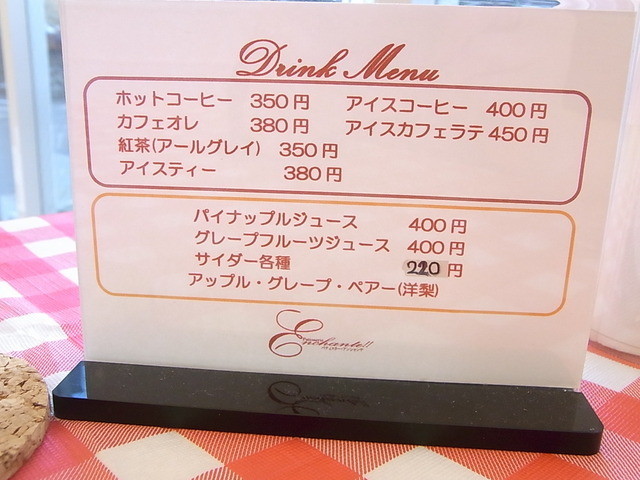 Drink Menu
ホットコーヒー 350円 アイスコーヒー 400円
カフェオレ 380円 アイスカフェラテ 450円
紅茶(アールグレイ) 350円
アイスティー 380円
パイナップルジュース 400円
グレープフルーツジュース 400円
サイダー各種 220円
アップル・グレープ・ペアー(洋梨)
Enchante!!